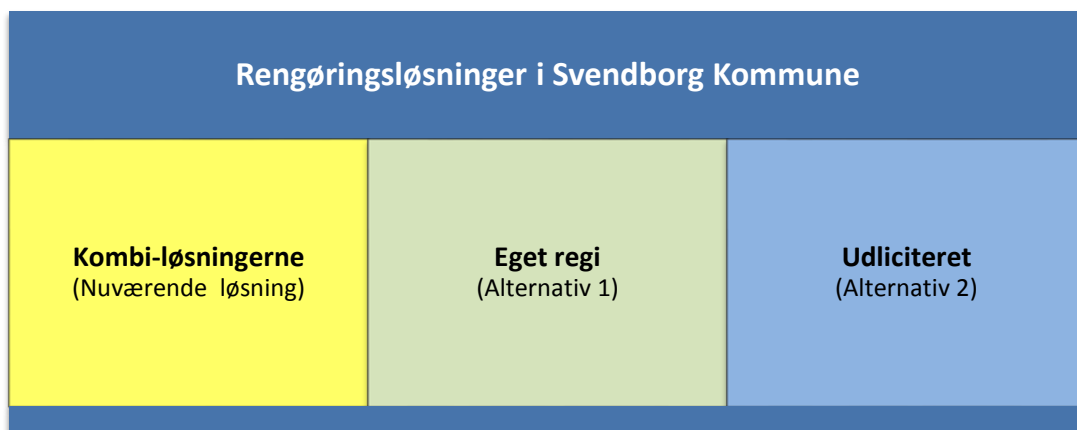 Rengøringsløsninger i Svendborg Kommune
Kombi-løsningerne
(Nuværende løsning)
Eget regi
(Alternativ 1)
Udliciteret
(Alternativ 2)